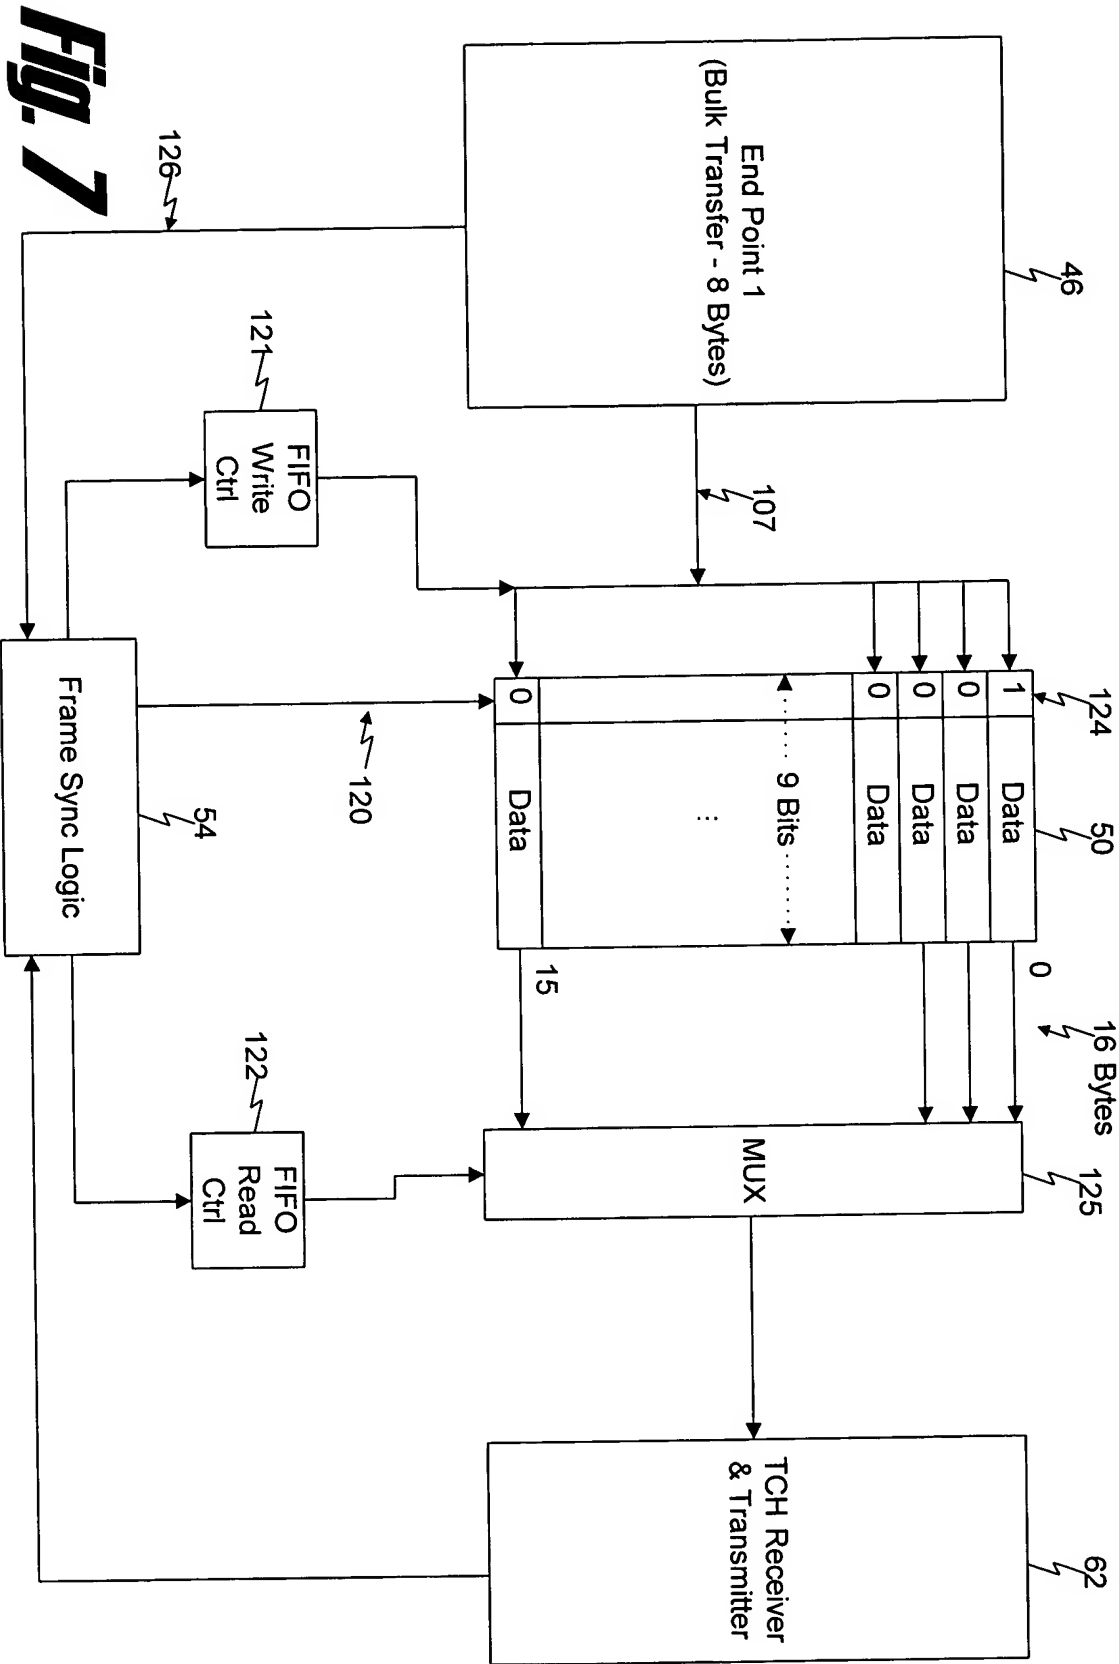 46
End Point 1
(Bulk Transfer - 8 Bytes)
107
124
50
1
Data
0
Data
0
Data
0
Data
9 Bits
...
0
Data
0
15
16 Bytes
125
MUX
62
TCH Receiver
& Transmitter
126
121
FIFO
Write
Ctrl
120
122
FIFO
Read
Ctrl
54
Frame Sync Logic
Fig. 7